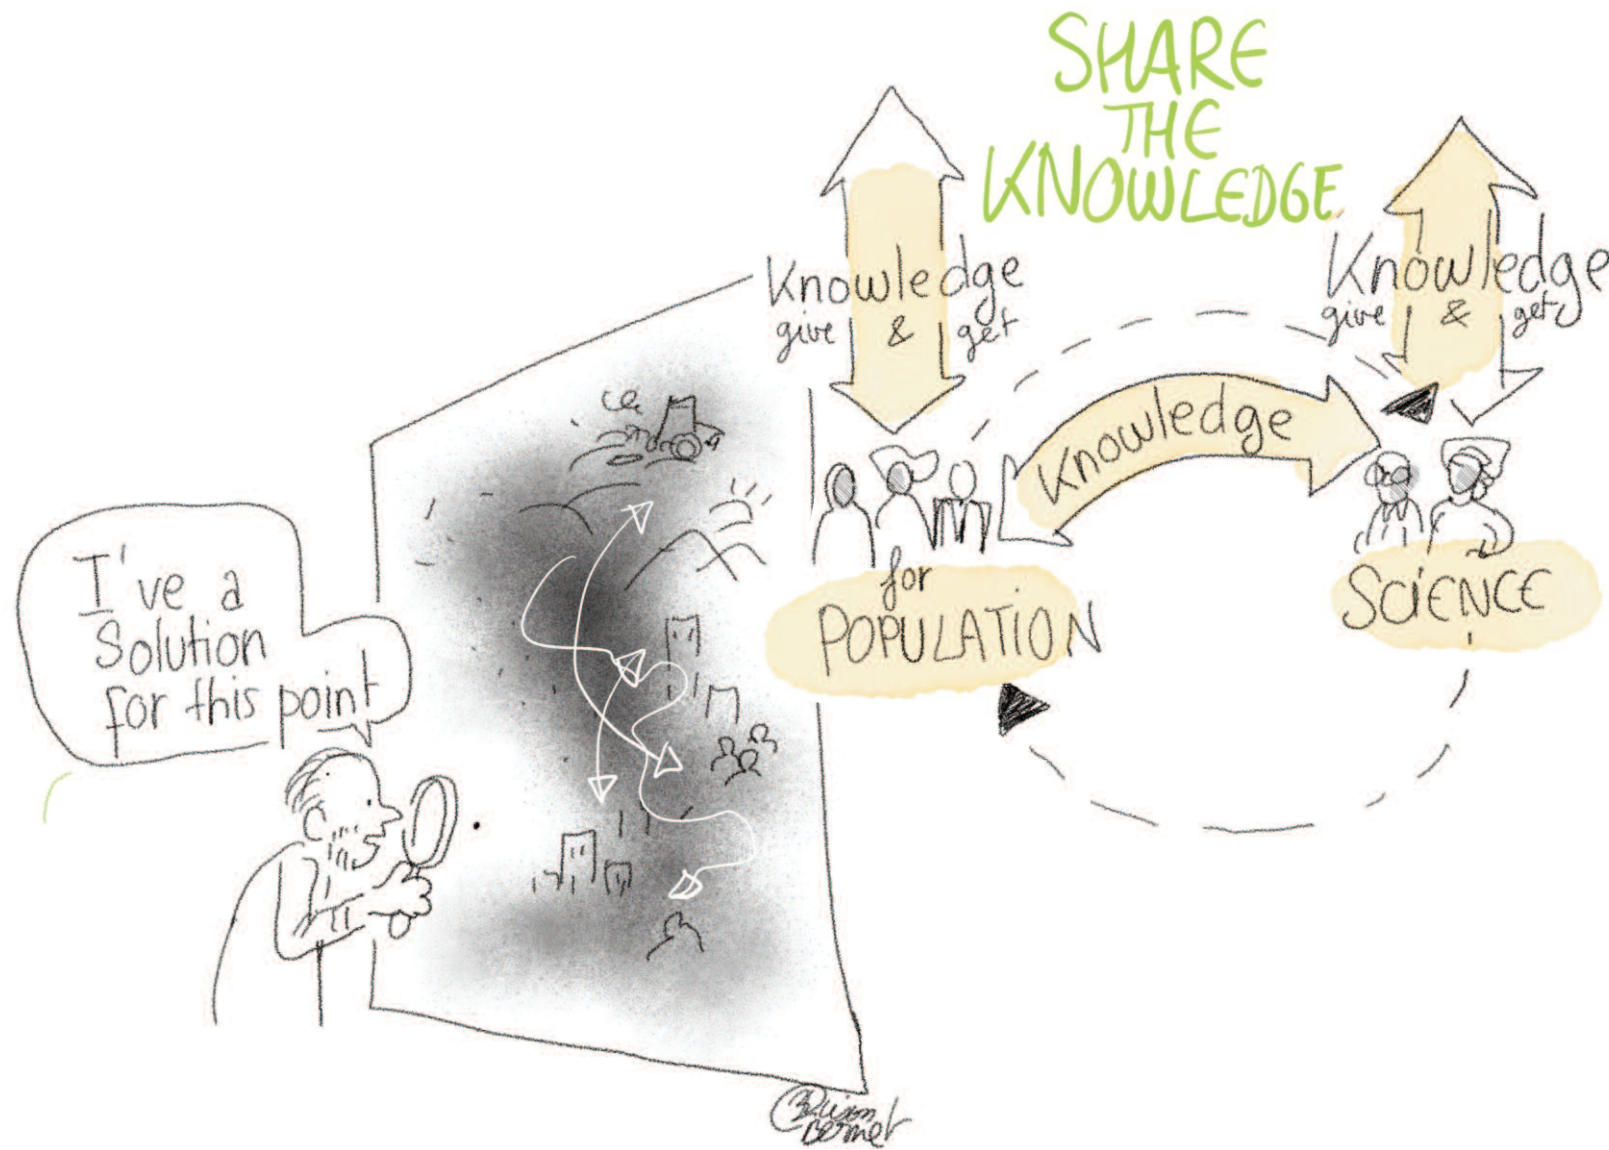 SHARE
THE
KNOWLEDGE
Knowledge
give & get
Knowledge
give & get
Knowledge
for
POPULATION
SCIENCE
I've a
Solution
for this point